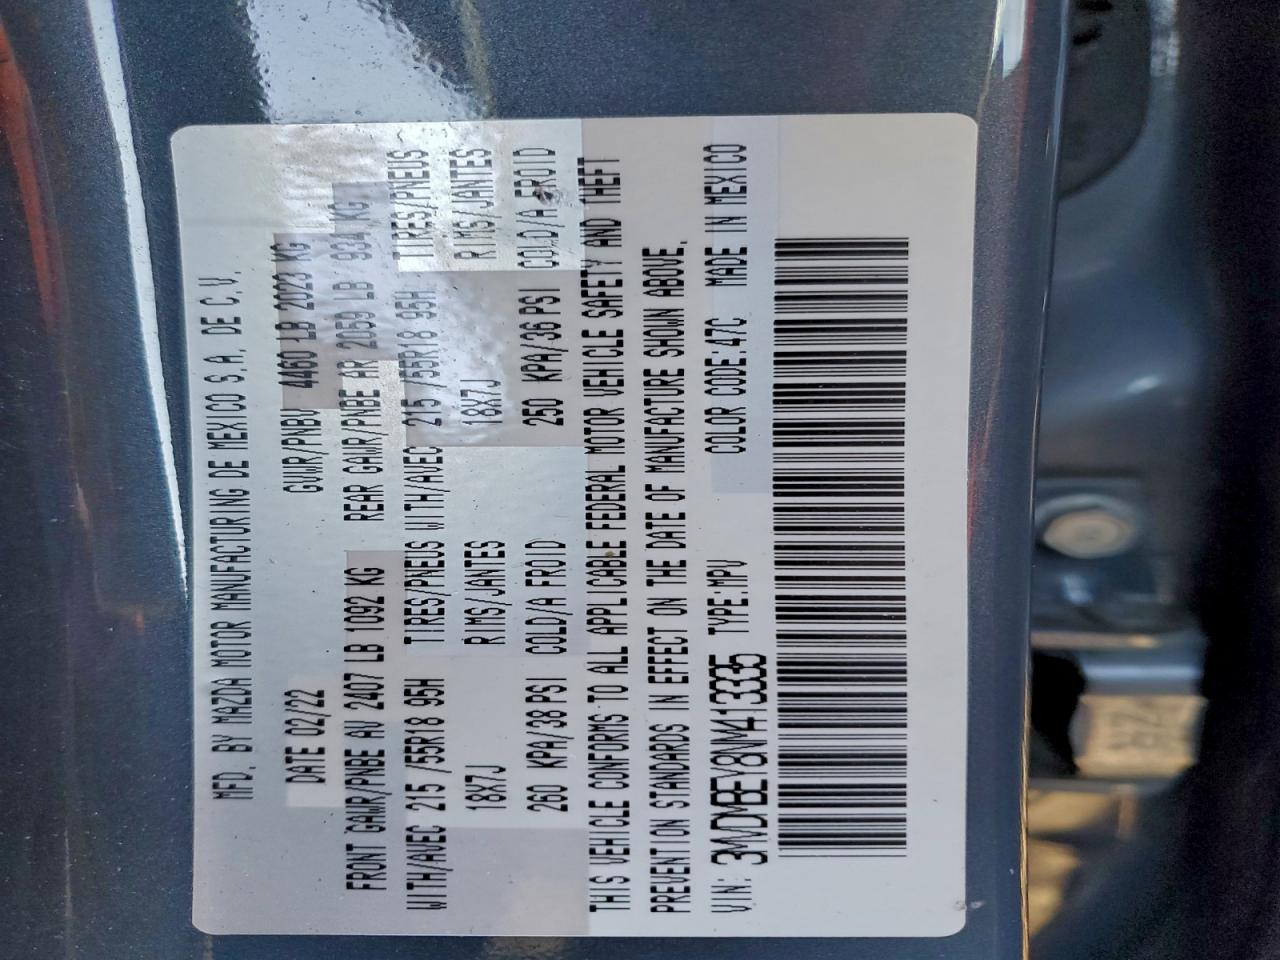 MFD. BY MAZDA MOTOR MANUFACTURING DE MEXICO S.A. DE C.V.
DATE 02/22 GVWR/PNBV 4460 LB 2023 KG
FRONT GAWR/PNBE AV 2407 LB 1092 KG REAR GAWR/PNBE AR 2059 LB 934 KG
WITH/AVEC 215 /55R18 95H TIRES/PNEUS WITH/AVEC 215 /55R18 95H TIRES/PNEUS
18X7J RIMS/JANTES 18X7J RIMS/JANTES
260 KPA/38 PSI COLD/A FROID 250 KPA/36 PSI COLD/A FROID
THIS VEHICLE CONFORMS TO ALL APPLICABLE FEDERAL MOTOR VEHICLE SAFETY AND THEFT
PREVENTION STANDARDS IN EFFECT ON THE DATE OF MANUFACTURE SHOWN ABOVE.
VIN: 3MVDMBEY8NM413335 TYPE:MPV COLOR CODE:47C MADE IN MEXICO